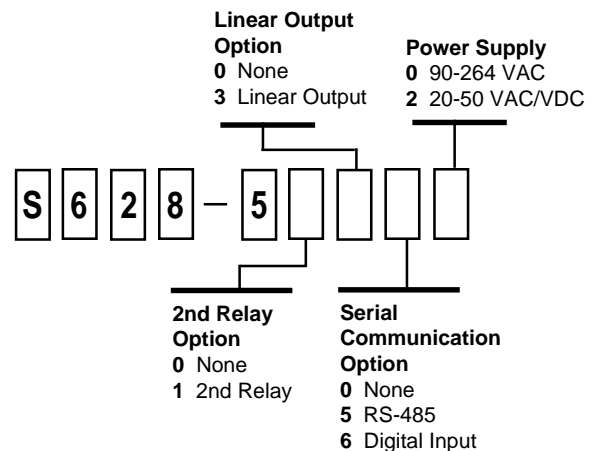 Linear Output
Option
0 None
3 Linear Output
Power Supply
0 90-264 VAC
2 20-50 VAC/VDC
S 6 2 8 – 5
2nd Relay
Option
0 None
1 2nd Relay
Serial
Communication
Option
0 None
5 RS-485
6 Digital Input